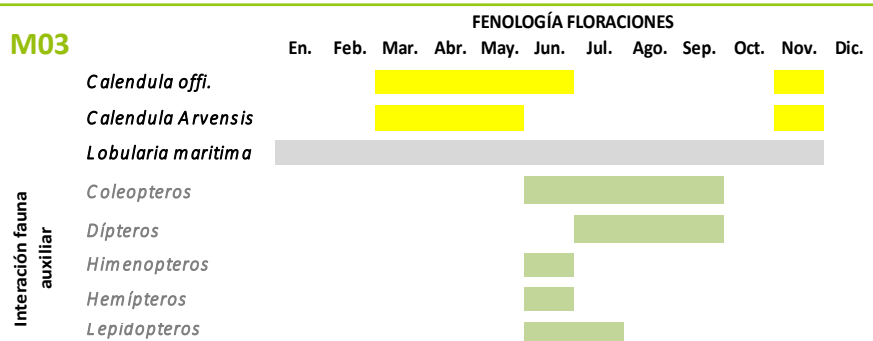 FENOLOGÍA FLORACIONES
M03
En. Feb. Mar. Abr. May. Jun. Jul. Ago. Sep. Oct. Nov. Dic.
Calendula offi.
Calendula Arvensis
Lobularia maritima
Interación fauna
auxiliar
Coleopteros
Dípteros
Himenopteros
Hemípteros
Lepidopteros